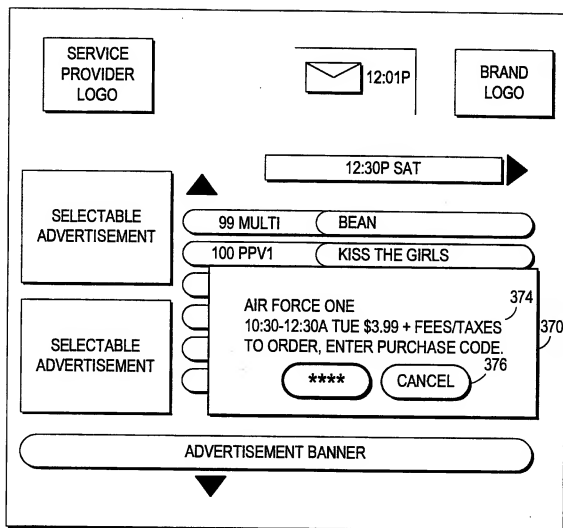 SERVICE
PROVIDER
LOGO
12:01P
BRAND
LOGO
12:30P SAT
SELECTABLE
ADVERTISEMENT
99 MULTI BEAN
100 PPV1 KISS THE GIRLS
SELECTABLE
ADVERTISEMENT
AIR FORCE ONE
10:30-12:30A TUE $3.99 + FEES/TAXES
TO ORDER, ENTER PURCHASE CODE.
**** CANCEL
374
370
376
ADVERTISEMENT BANNER